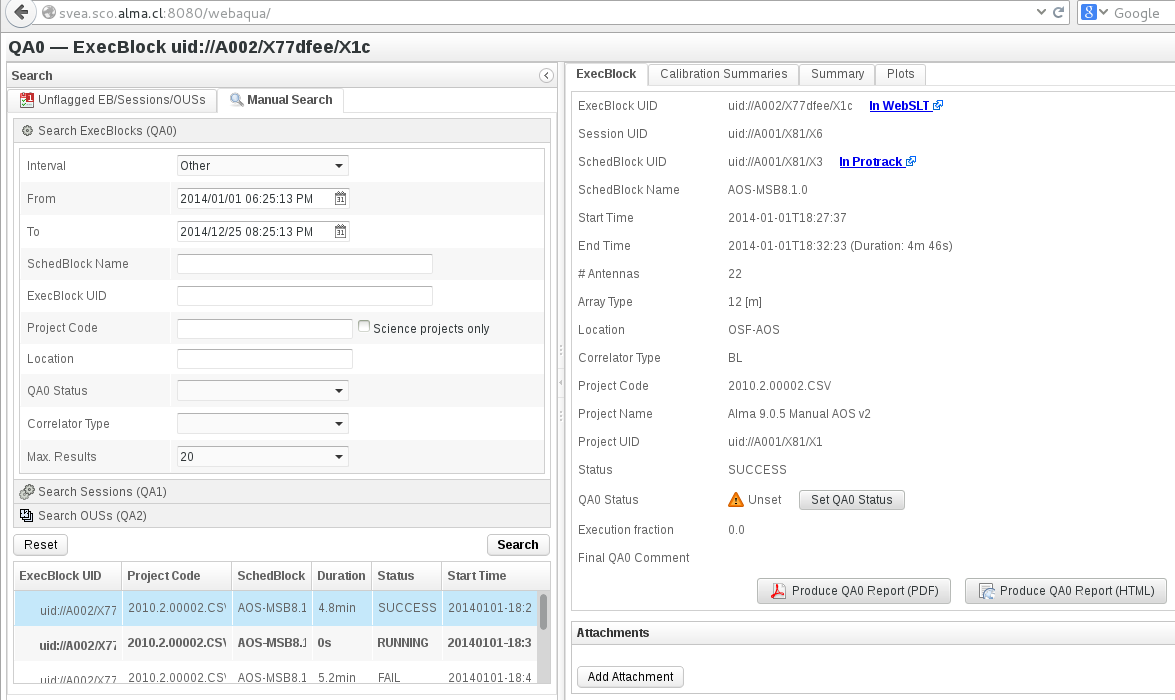 svea.sco.alma.cl:8080/webaqua/
8 Google
QA0 — ExecBlock uid://A002/X77dfee/X1c
Search
Unflagged EB/Sessions/OUSs
Manual Search
Search ExecBlocks (QA0)
Interval Other
From 2014/01/01 06:25:13 PM 31
To 2014/12/25 08:25:13 PM 31
SchedBlock Name
ExecBlock UID
Project Code Science projects only
Location
QA0 Status
Correlator Type
Max. Results 20
Search Sessions (QA1)
Search OUSs (QA2)
Reset Search
ExecBlock UID Project Code SchedBlock Duration Status Start Time
uid://A002/X77 2010.2.00002.CSV AOS-MSB8.1 4.8min SUCCESS 20140101-18:2
uid://A002/X77 2010.2.00002.CSV AOS-MSB8.1 0s RUNNING 20140101-18:3
uid://A002/X77 2010.2.00002.CSV AOS-MSB8.1 5.2min FAIL 20140101-18:4
ExecBlock Calibration Summaries Summary Plots
ExecBlock UID uid://A002/X77dfee/X1c In WebSLT
Session UID uid://A001/X81/X6
SchedBlock UID uid://A001/X81/X3 In Protrack
SchedBlock Name AOS-MSB8.1.0
Start Time 2014-01-01T18:27:37
End Time 2014-01-01T18:32:23 (Duration: 4m 46s)
# Antennas 22
Array Type 12 [m]
Location OSF-AOS
Correlator Type BL
Project Code 2010.2.00002.CSV
Project Name Alma 9.0.5 Manual AOS v2
Project UID uid://A001/X81/X1
Status SUCCESS
QA0 Status Unset Set QA0 Status
Execution fraction 0.0
Final QA0 Comment
Produce QA0 Report (PDF) Produce QA0 Report (HTML)
Attachments
Add Attachment